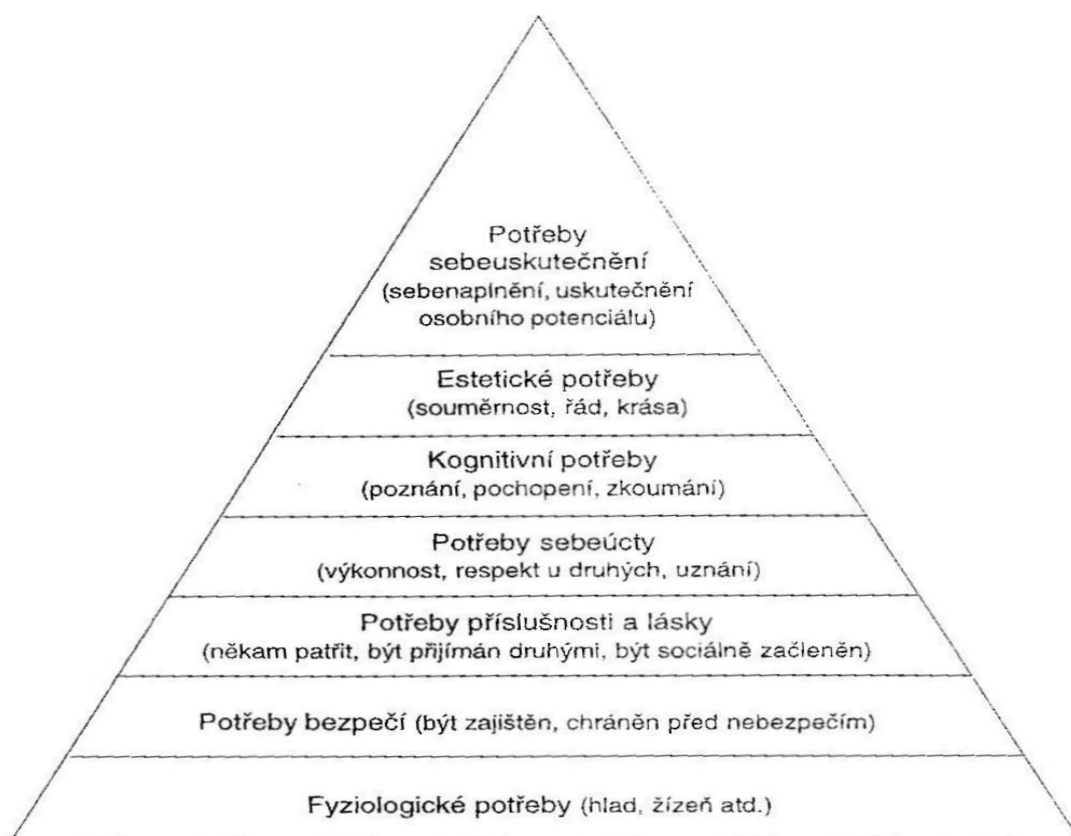 Potřeby
sebeuskutečnění
(sebenaplnění, uskutečnění
osobního potenciálu)
Estetické potřeby
(souměrnost, řád, krása)
Kognitivní potřeby
(poznání, pochopení, zkoumání)
Potřeby sebeúcty
(výkonnost, respekt u druhých, uznání)
Potřeby příslušnosti a lásky
(někam patřit, být přijímán druhými, být sociálně začleněn)
Potřeby bezpečí (být zajištěn, chráněn před nebezpečím)
Fyziologické potřeby (hlad, žízeň atd.)